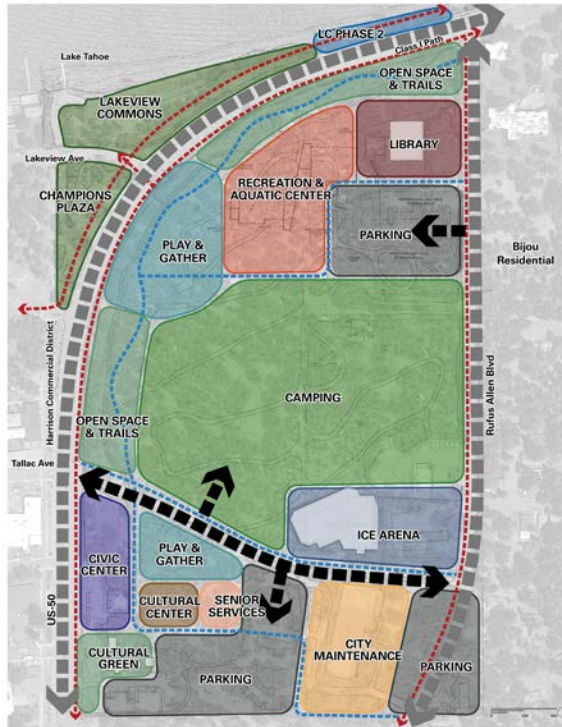 LC PHASE 2
Class I Path
Lake Tahoe
OPEN SPACE
& TRAILS
LAKEVIEW
COMMONS
LIBRARY
Lakeview Ave
RECREATION &
AQUATIC CENTER
CHAMPIONS
PLAZA
PLAY &
GATHER
PARKING
Bijou
Residential
Harrison Commercial District
CAMPING
Rufus Allen Blvd
OPEN SPACE
& TRAILS
Tallac Ave
ICE ARENA
CIVIC
CENTER
PLAY &
GATHER
US-50
CULTURAL
CENTER
SENIOR
SERVICES
CULTURAL
GREEN
CITY
MAINTENANCE
PARKING
PARKING